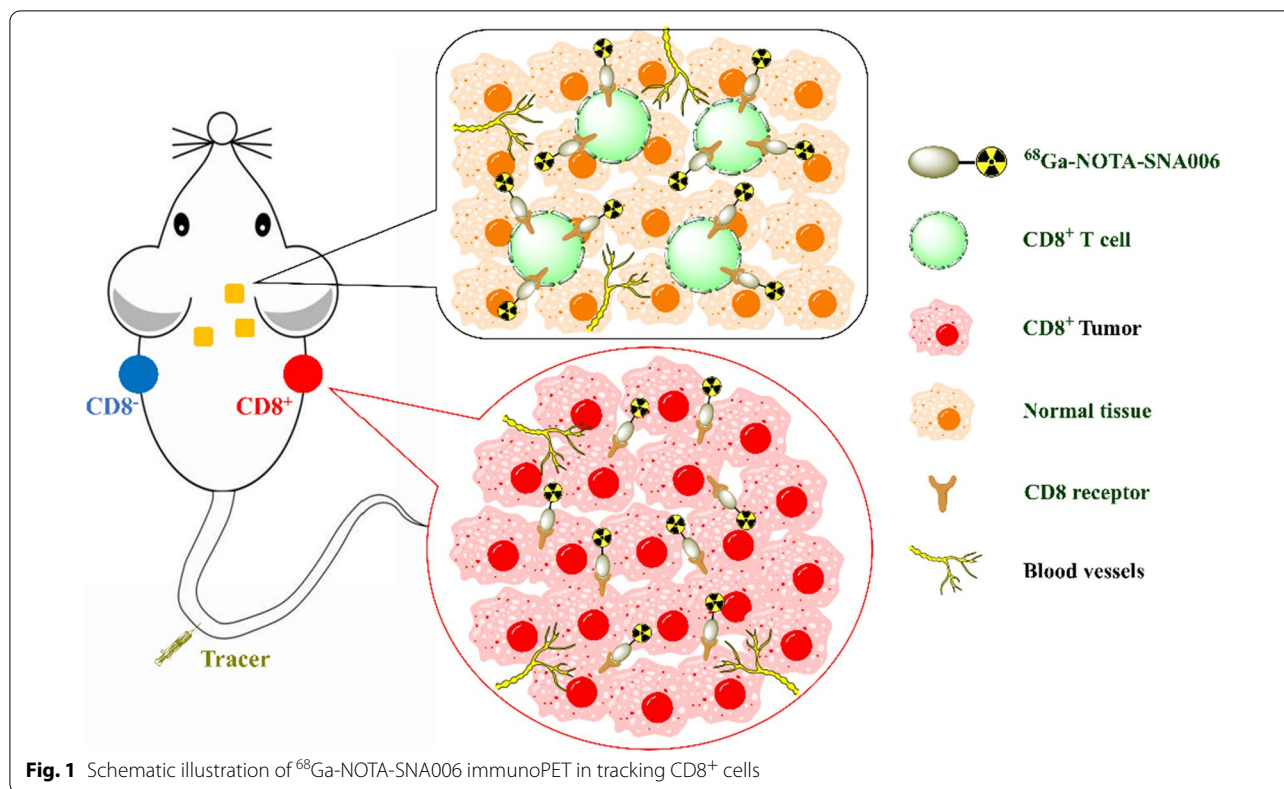 CD8⁻
CD8⁺
Tracer
⁶⁸Ga-NOTA-SNA006
CD8⁺ T cell
CD8⁺ Tumor
Normal tissue
CD8 receptor
Blood vessels
Fig. 1 Schematic illustration of ⁶⁸Ga-NOTA-SNA006 immunoPET in tracking CD8⁺ cells